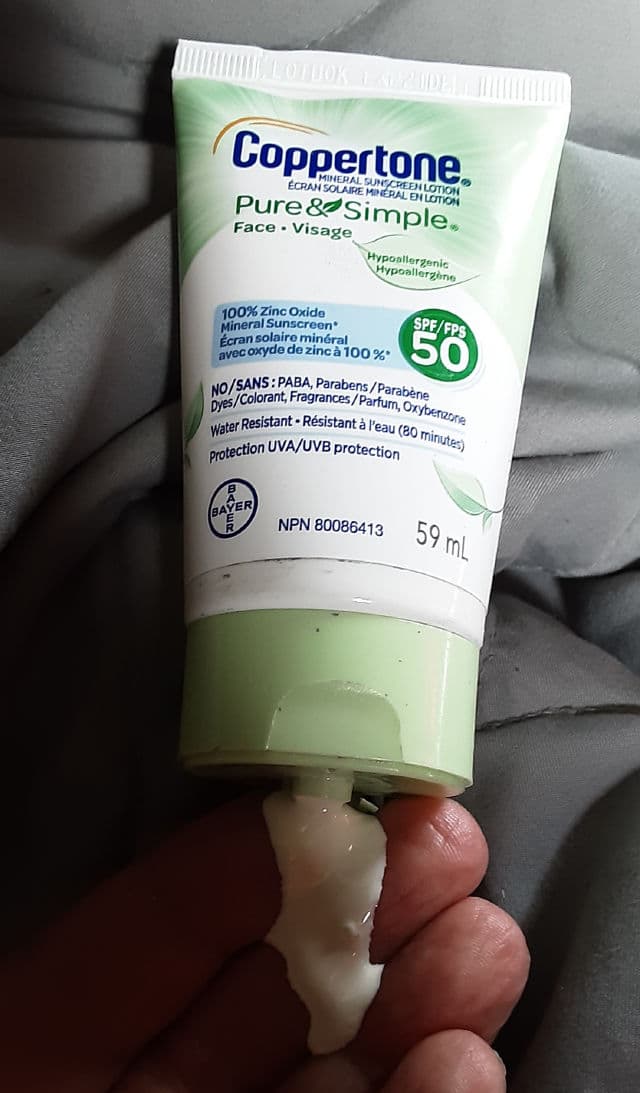 Coppertone®
MINERAL SUNSCREEN LOTION
ÉCRAN SOLAIRE MINÉRAL EN LOTION
Pure & Simple®
Face • Visage
Hypoallergenic
Hypoallergène
100% Zinc Oxide
Mineral Sunscreen*
Écran solaire minéral
avec oxyde de zinc à 100 %*
SPF/FPS
50
NO/SANS : PABA, Parabens/Parabène
Dyes/Colorant, Fragrances/Parfum, Oxybenzone
Water Resistant • Résistant à l'eau (80 minutes)
Protection UVA/UVB protection
BAYER
BAYER
NPN 80086413
59 mL